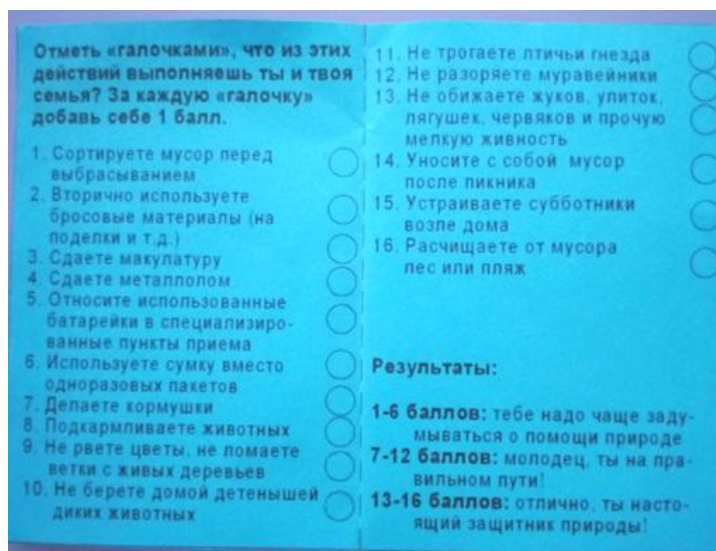 Отметь «галочками», что из этих
действий выполняешь ты и твоя
семья? За каждую «галочку»
добавь себе 1 балл.
1. Сортируете мусор перед
выбрасыванием
2. Вторично используете
бросовые материалы (на
поделки и т.д.)
3. Сдаете макулатуру
4. Сдаете металлолом
5. Относите использованные
батарейки в специализиро-
ванные пункты приема
6. Используете сумку вместо
одноразовых пакетов
7. Делаете кормушки
8. Подкармливаете животных
9. Не рвете цветы, не ломаете
ветки с живых деревьев
10. Не берете домой детенышей
диких животных
11. Не трогаете птичьи гнезда
12. Не разоряете муравейники
13. Не обижаете жуков, улиток,
лягушек, червяков и прочую
мелкую живность
14. Уносите с собой мусор
после пикника
15. Устраиваете субботники
возле дома
16. Расчищаете от мусора
лес или пляж
Результаты:
1-6 баллов: тебе надо чаще заду-
мываться о помощи природе
7-12 баллов: молодец, ты на пра-
вильном пути!
13-16 баллов: отлично, ты насто-
ящий защитник природы!